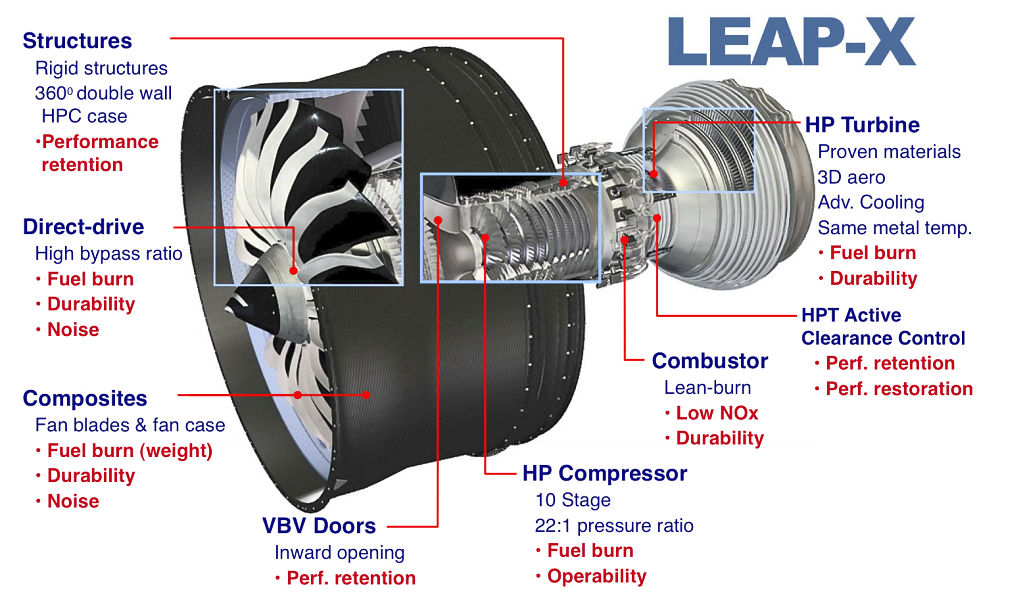 LEAP-X
Structures
Rigid structures
360⁰ double wall
HPC case
•Performance
retention
Direct-drive
High bypass ratio
• Fuel burn
• Durability
• Noise
Composites
Fan blades & fan case
• Fuel burn (weight)
• Durability
• Noise
VBV Doors
Inward opening
• Perf. retention
HP Compressor
10 Stage
22:1 pressure ratio
• Fuel burn
• Operability
Combustor
Lean-burn
• Low NOx
• Durability
HP Turbine
Proven materials
3D aero
Adv. Cooling
Same metal temp.
• Fuel burn
• Durability
HPT Active
Clearance Control
• Perf. retention
• Perf. restoration